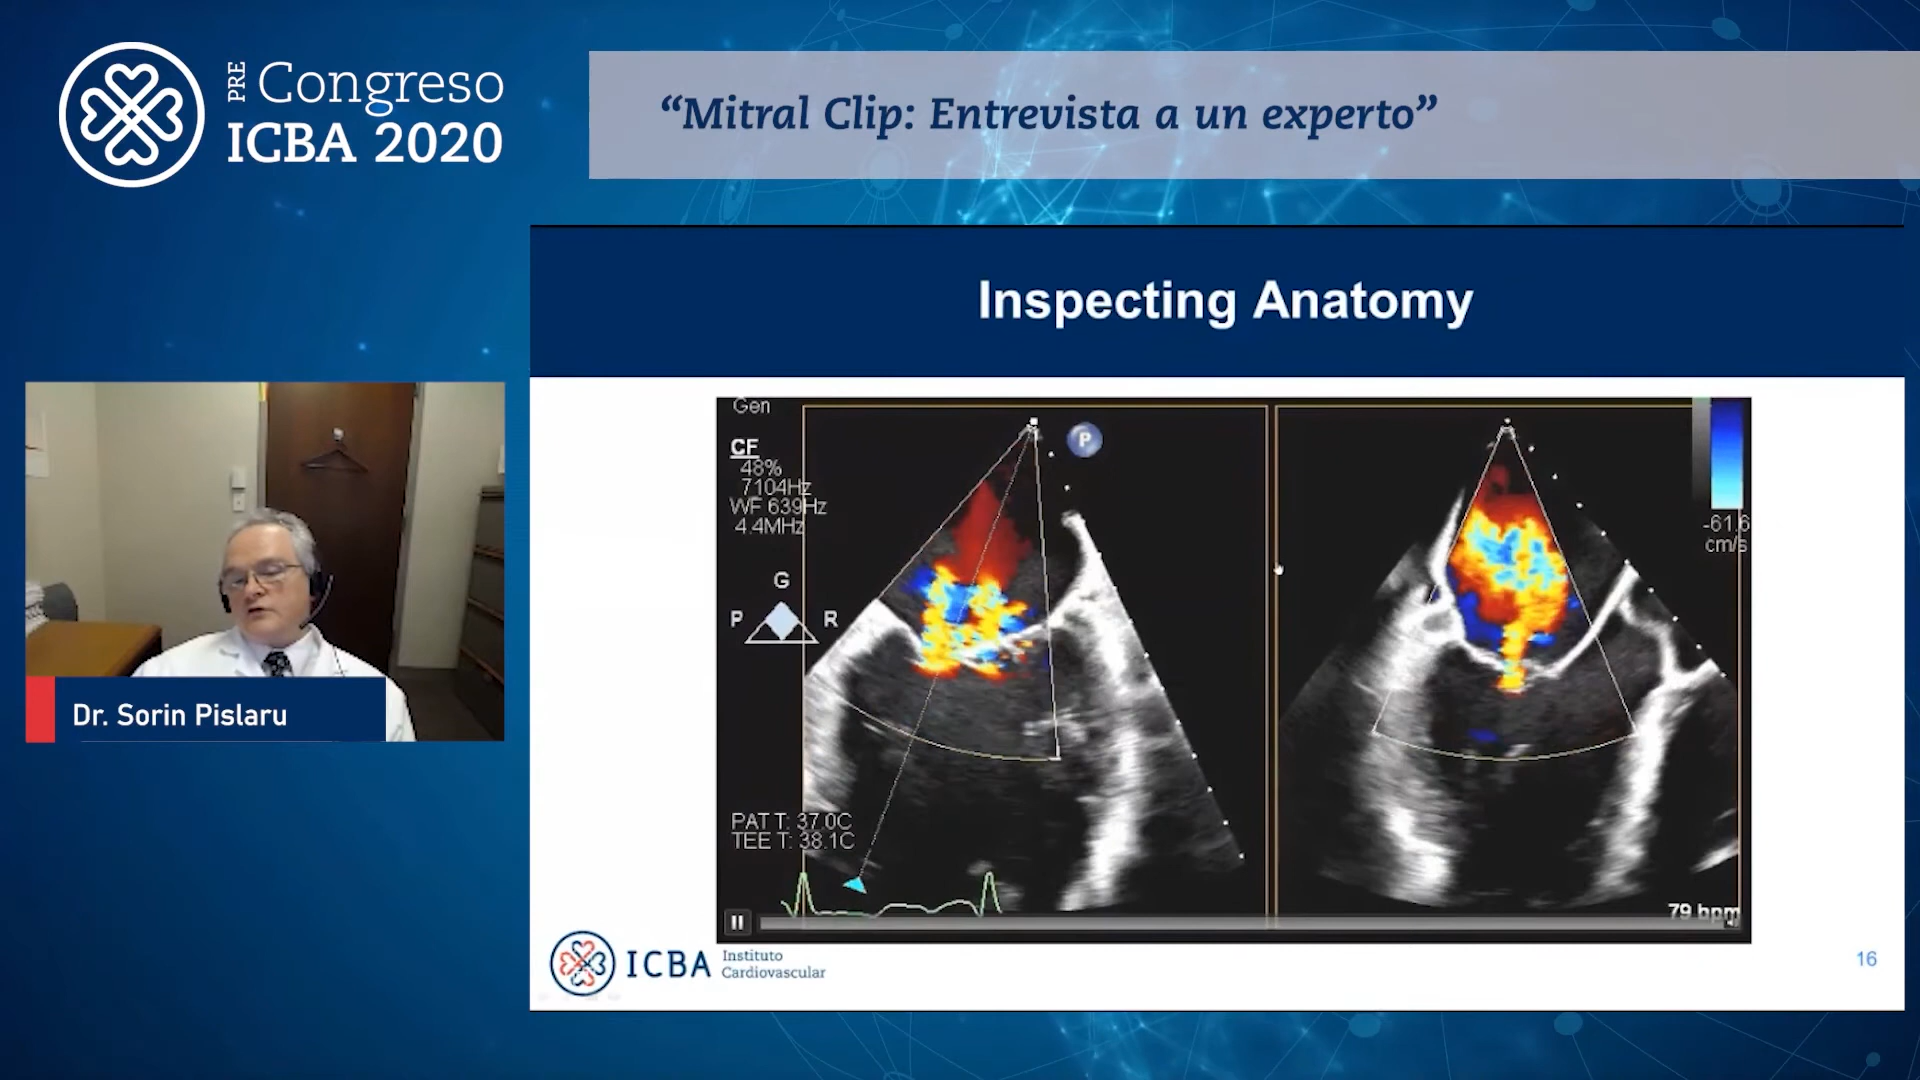 PRE Congreso
ICBA 2020
“Mitral Clip: Entrevista a un experto”
Inspecting Anatomy
Gen
CF
48%
7104Hz
WF 639Hz
4.4MHz
G
P R
P
-61.6
cm/s
PAT T: 37.0C
TEE T: 38.1C
79 bpm
Dr. Sorin Pislaru
ICBA Instituto
Cardiovascular
16